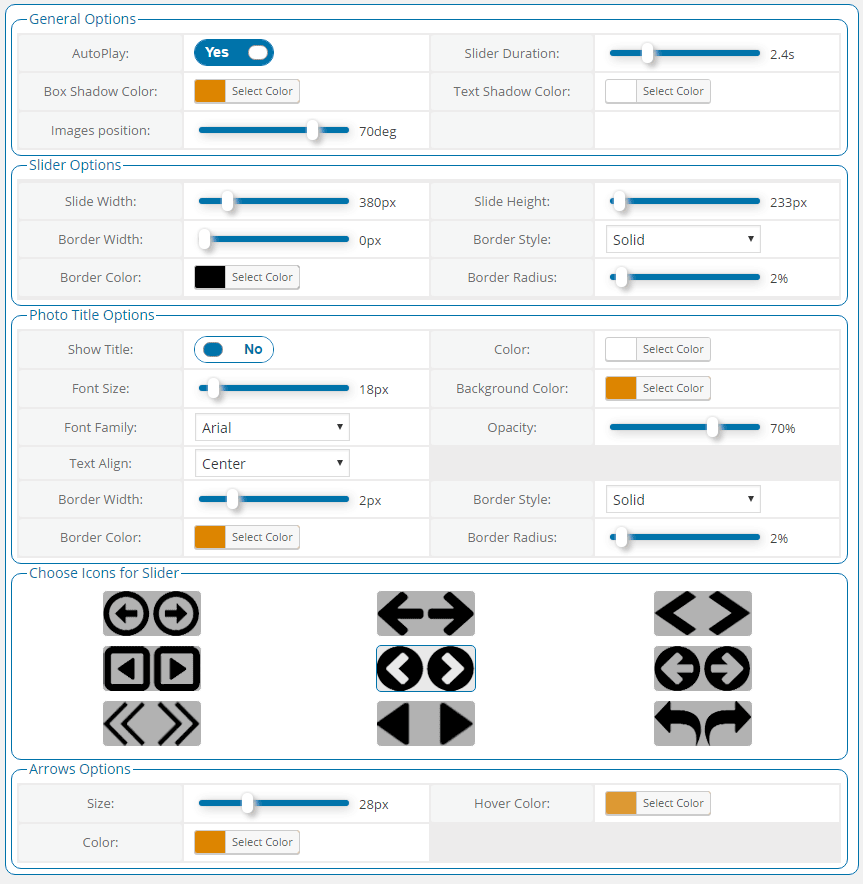 General Options
AutoPlay: Yes Slider Duration: 2.4s
Box Shadow Color: Select Color Text Shadow Color: Select Color
Images position: 70deg
Slider Options
Slide Width: 380px Slide Height: 233px
Border Width: 0px Border Style: Solid
Border Color: Select Color Border Radius: 2%
Photo Title Options
Show Title: No Color: Select Color
Font Size: 18px Background Color: Select Color
Font Family: Arial Opacity: 70%
Text Align: Center
Border Width: 2px Border Style: Solid
Border Color: Select Color Border Radius: 2%
Choose Icons for Slider
Arrows Options
Size: 28px Hover Color: Select Color
Color: Select Color